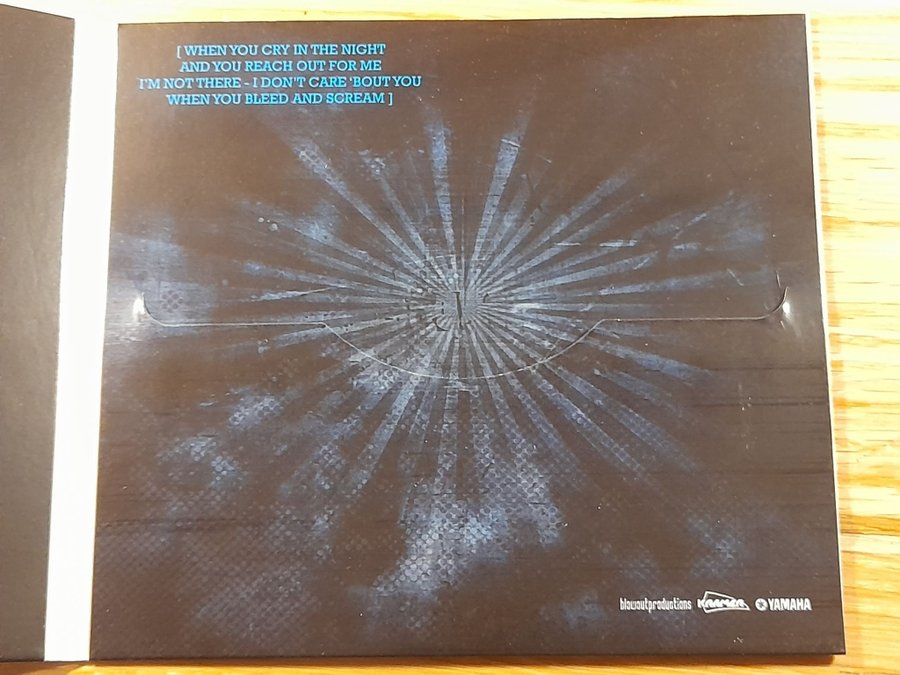 [ WHEN YOU CRY IN THE NIGHT
AND YOU REACH OUT FOR ME
I'M NOT THERE - I DON'T CARE 'BOUT YOU
WHEN YOU BLEED AND SCREAM ]
blowoutproductions KRAMER YAMAHA